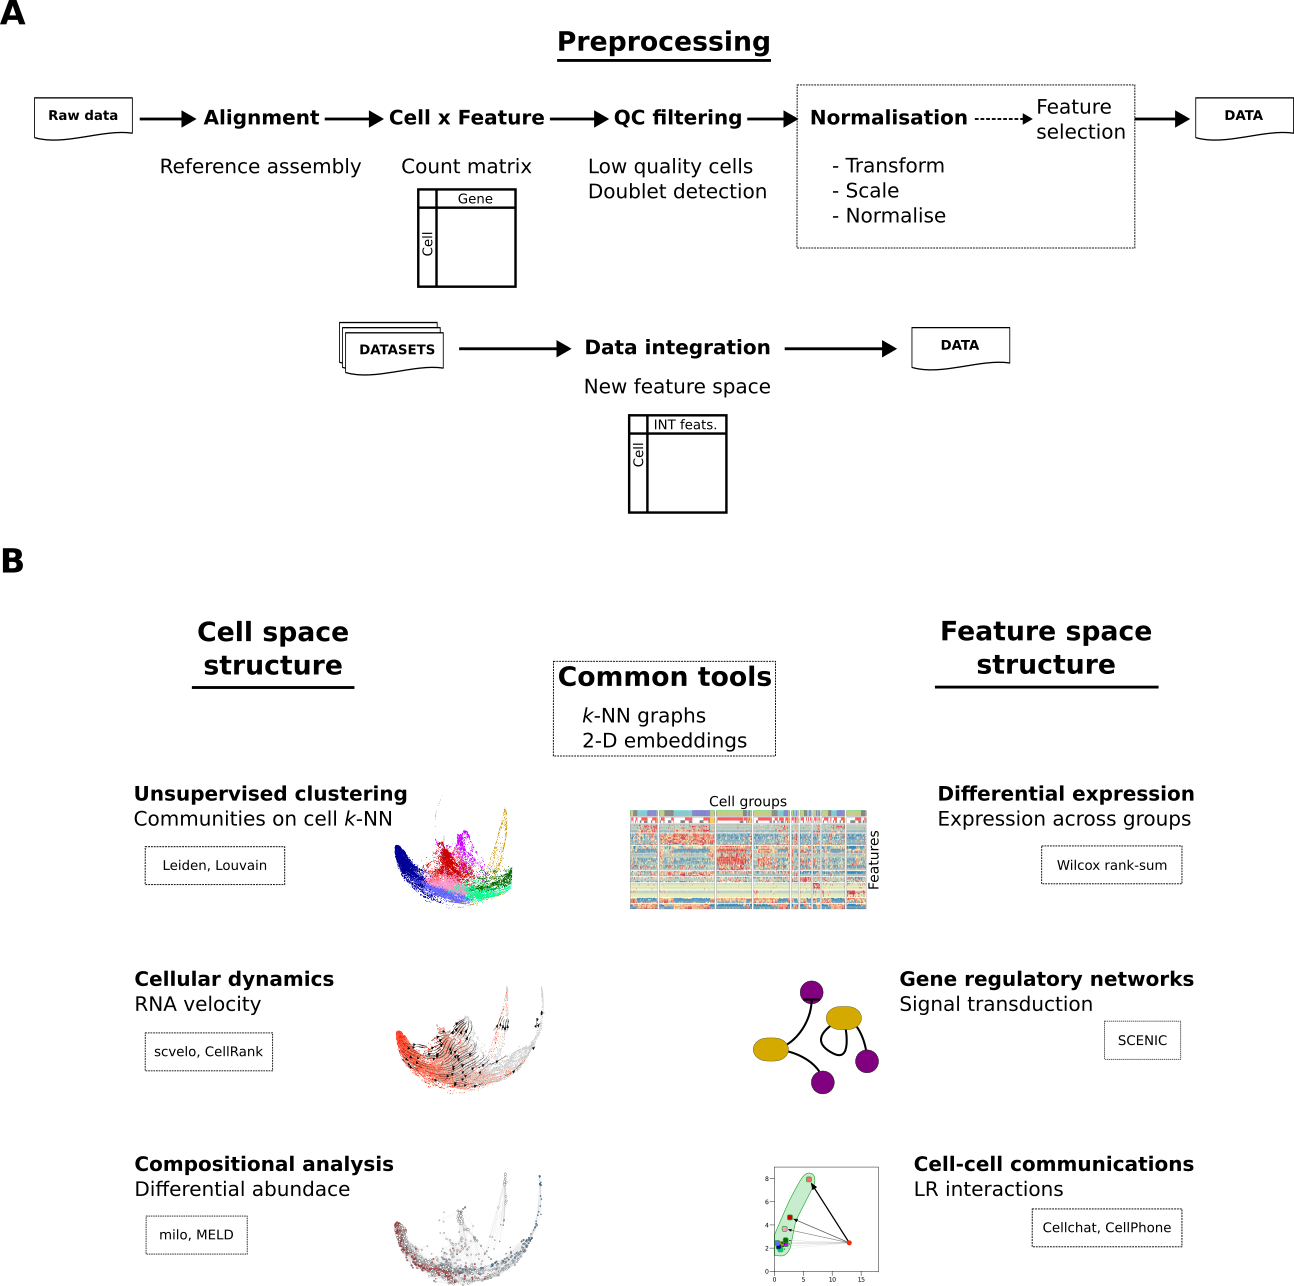 A
Preprocessing
Raw data
Alignment
Cell x Feature
QC filtering
Normalisation
Feature
selection
DATA
Reference assembly
Count matrix
Low quality cells
Doublet detection
- Transform
- Scale
- Normalise
Gene
Cell
DATASETS
Data integration
DATA
New feature space
INT feats.
Cell
B
Cell space
structure
Common tools
k-NN graphs
2-D embeddings
Feature space
structure
Unsupervised clustering
Communities on cell k-NN
Leiden, Louvain
Cell groups
Features
Differential expression
Expression across groups
Wilcox rank-sum
Cellular dynamics
RNA velocity
scvelo, CellRank
Gene regulatory networks
Signal transduction
SCENIC
Compositional analysis
Differential abundace
milo, MELD
8
6
4
2
0
0 5 10 15
Cell-cell communications
LR interactions
Cellchat, CellPhone